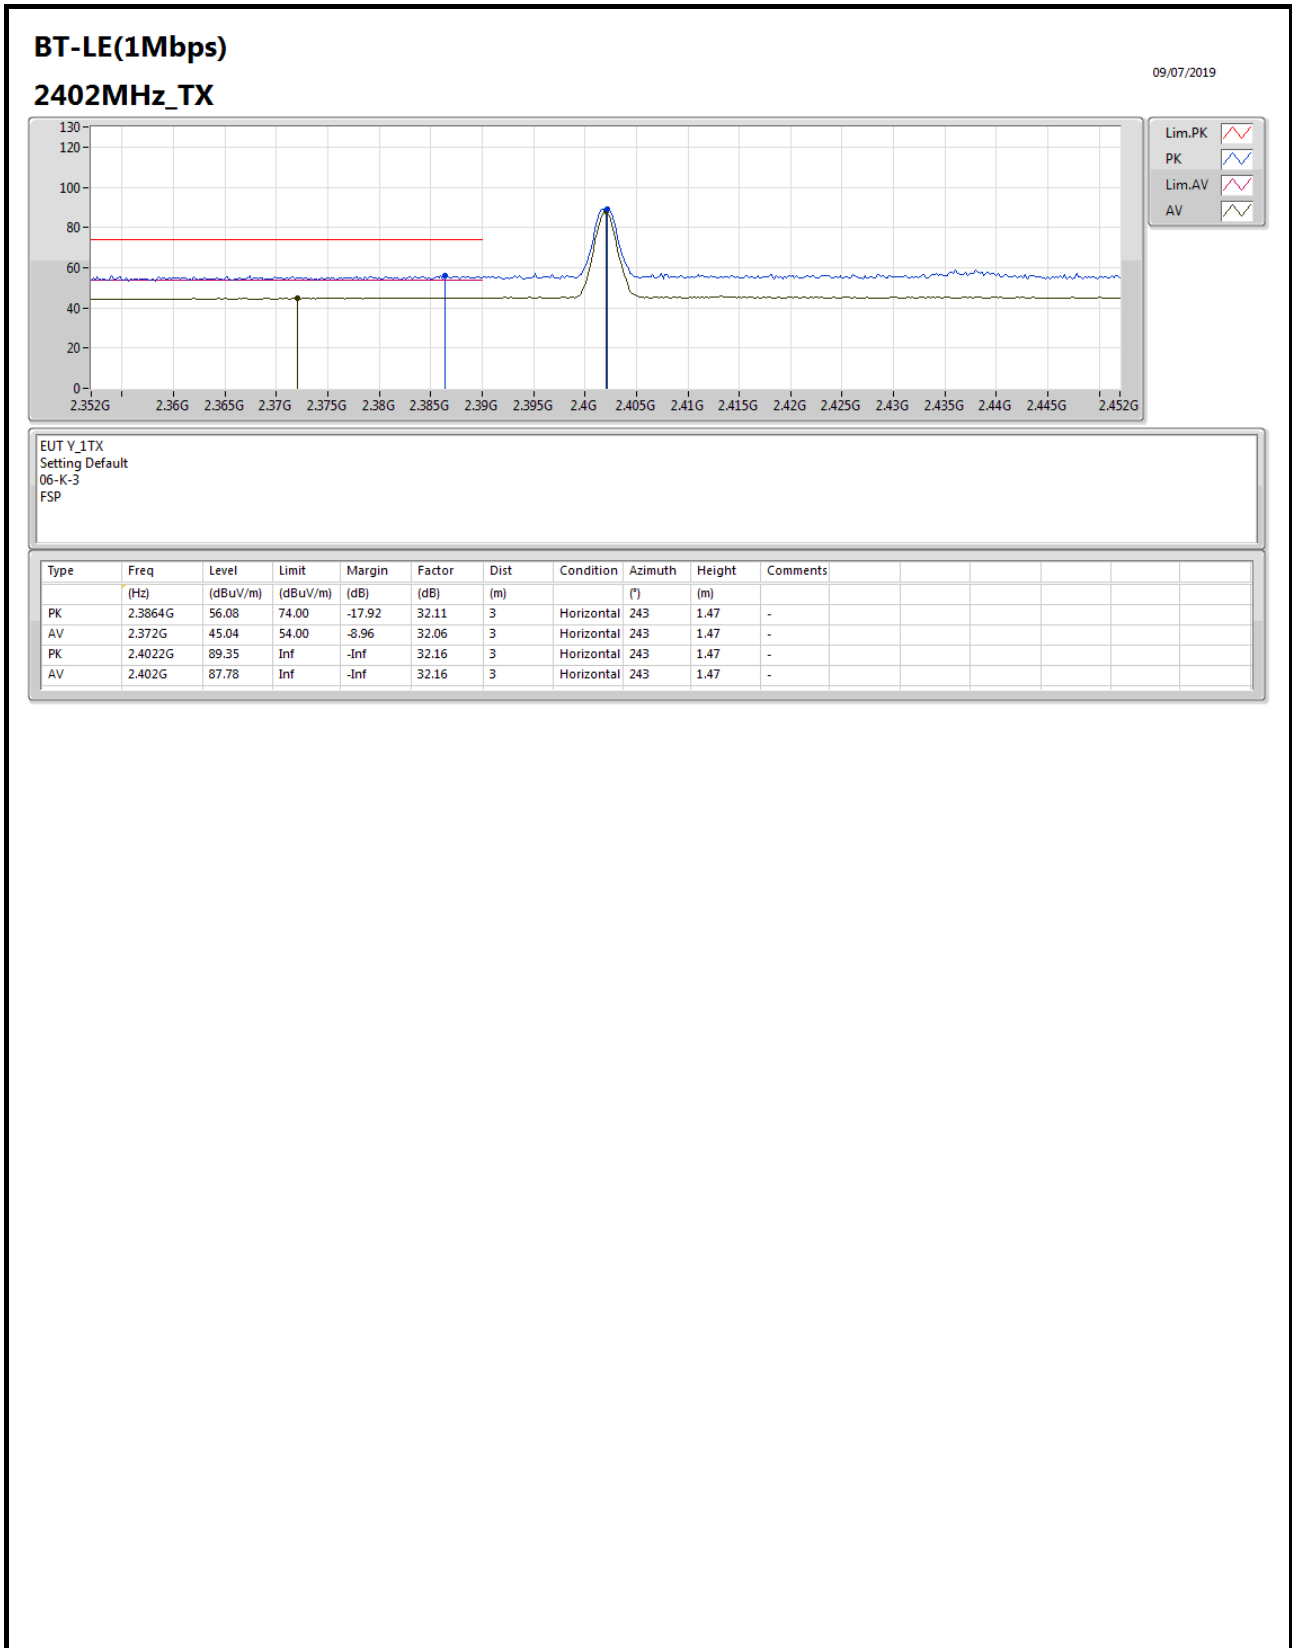 BT-LE(1Mbps)
09/07/2019
2402MHz_TX
130
120
100
80
60
40
20
0
2.352G 2.36G 2.365G 2.37G 2.375G 2.38G 2.385G 2.39G 2.395G 2.4G 2.405G 2.41G 2.415G 2.42G 2.425G 2.43G 2.435G 2.44G 2.445G 2.452G
Lim.PK
PK
Lim.AV
AV
EUT Y_1TX
Setting Default
06-K-3
FSP
Type Freq Level Limit Margin Factor Dist Condition Azimuth Height Comments
(Hz) (dBuV/m) (dBuV/m) (dB) (dB) (m) (°) (m)
PK 2.3864G 56.08 74.00 -17.92 32.11 3 Horizontal 243 1.47 -
AV 2.372G 45.04 54.00 -8.96 32.06 3 Horizontal 243 1.47 -
PK 2.4022G 89.35 Inf -Inf 32.16 3 Horizontal 243 1.47 -
AV 2.402G 87.78 Inf -Inf 32.16 3 Horizontal 243 1.47 -